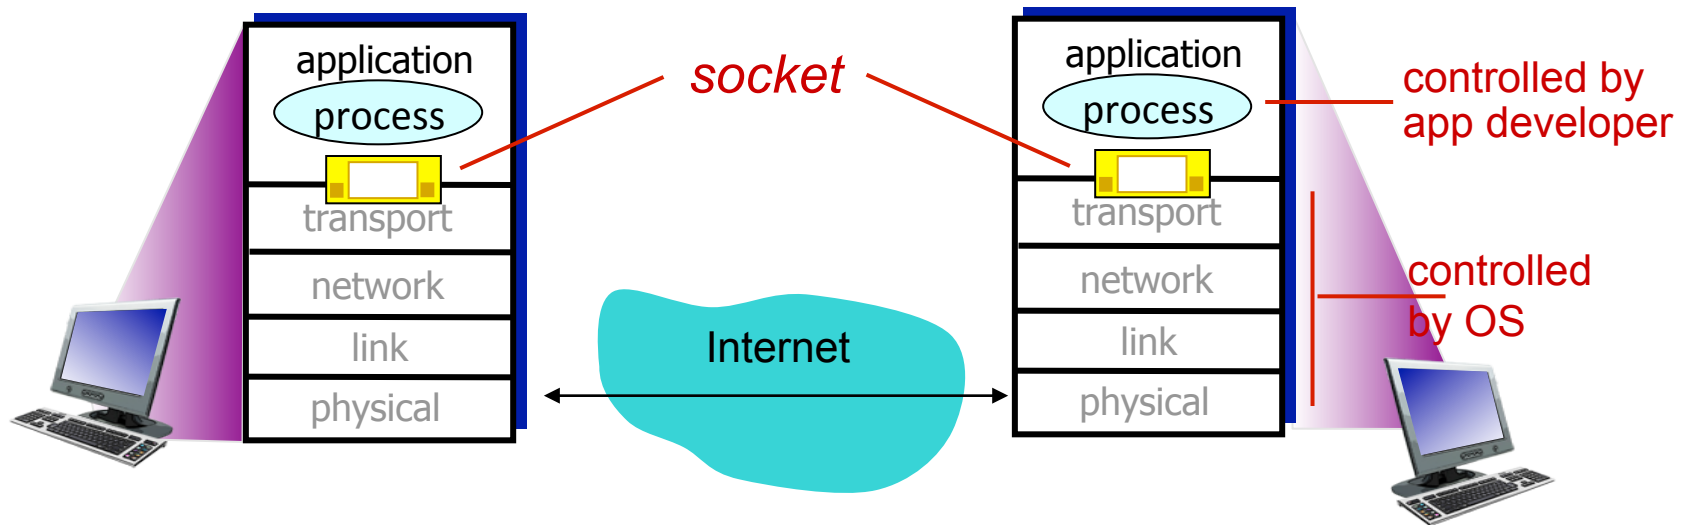 application
process
transport
network
link
physical
socket
Internet
application
process
transport
network
link
physical
controlled by
app developer
controlled
by OS